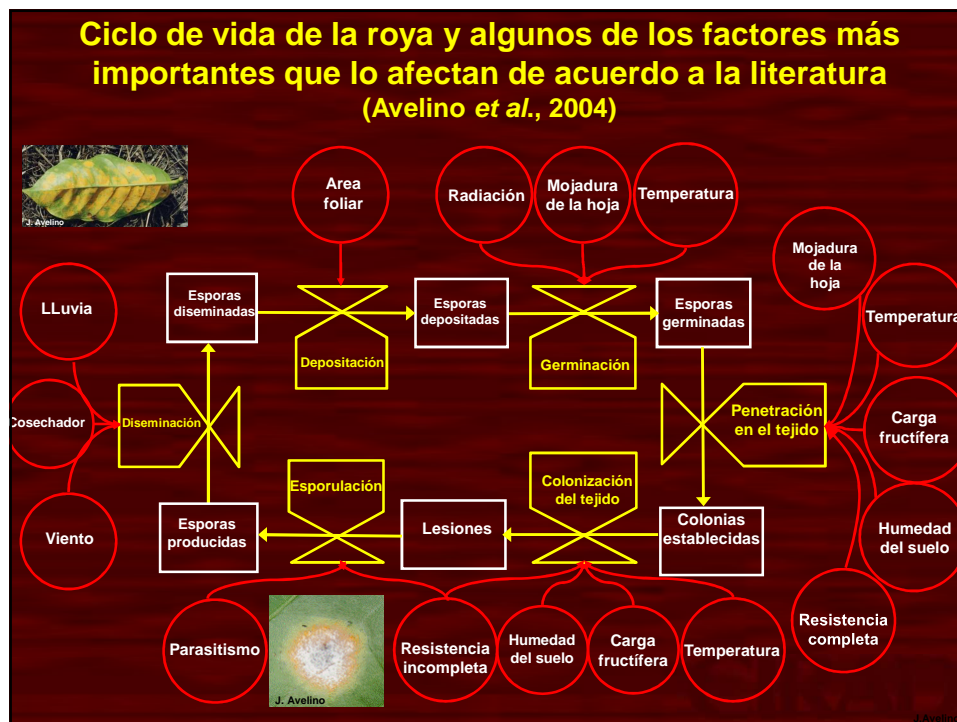 Ciclo de vida de la roya y algunos de los factores más
importantes que lo afectan de acuerdo a la literatura
(Avelino et al., 2004)
J. Avelino
Area
foliar
Radiación
Mojadura
de la hoja
Temperatura
Mojadura
de la
hoja
LLuvia
Esporas
diseminadas
Esporas
depositadas
Esporas
germinadas
Temperatura
Depositación
Germinación
Cosechador
Diseminación
Penetración
en el tejido
Carga
fructífera
Esporulación
Colonización
del tejido
Viento
Esporas
producidas
Lesiones
Colonias
establecidas
Humedad
del suelo
Parasitismo
Resistencia
incompleta
Humedad
del suelo
Carga
fructífera
Temperatura
Resistencia
completa
J. Avelino
J.Avelino